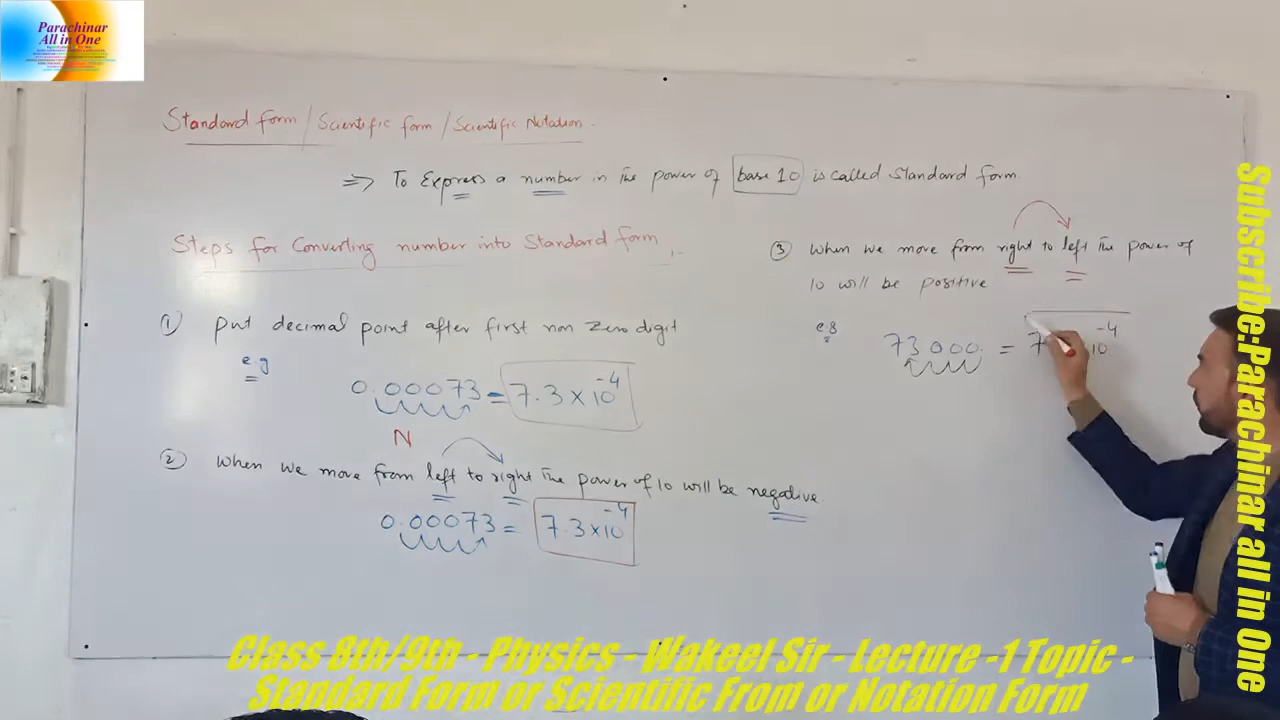 Parachinar
All in One
Standard form / Scientific form / Scientific Notation.
⇒ To Express a number in the power of base 10 is called Standard form.
Steps for Converting number into Standard form.
① Put decimal point after first non Zero digit
e.g
0.00073 = 7.3 × 10⁻⁴
N
② When we move from left to right the power of 10 will be negative.
0.00073 = 7.3 × 10⁻⁴
③ When we move from right to left the power of
10 will be positive
e.g
73000. = 7 10⁻⁴
Class 8th/9th - Physics - Wakeel Sir - Lecture -1 Topic -
Standard Form or Scientific From or Notation Form
Subscribe:Parachinar all in One